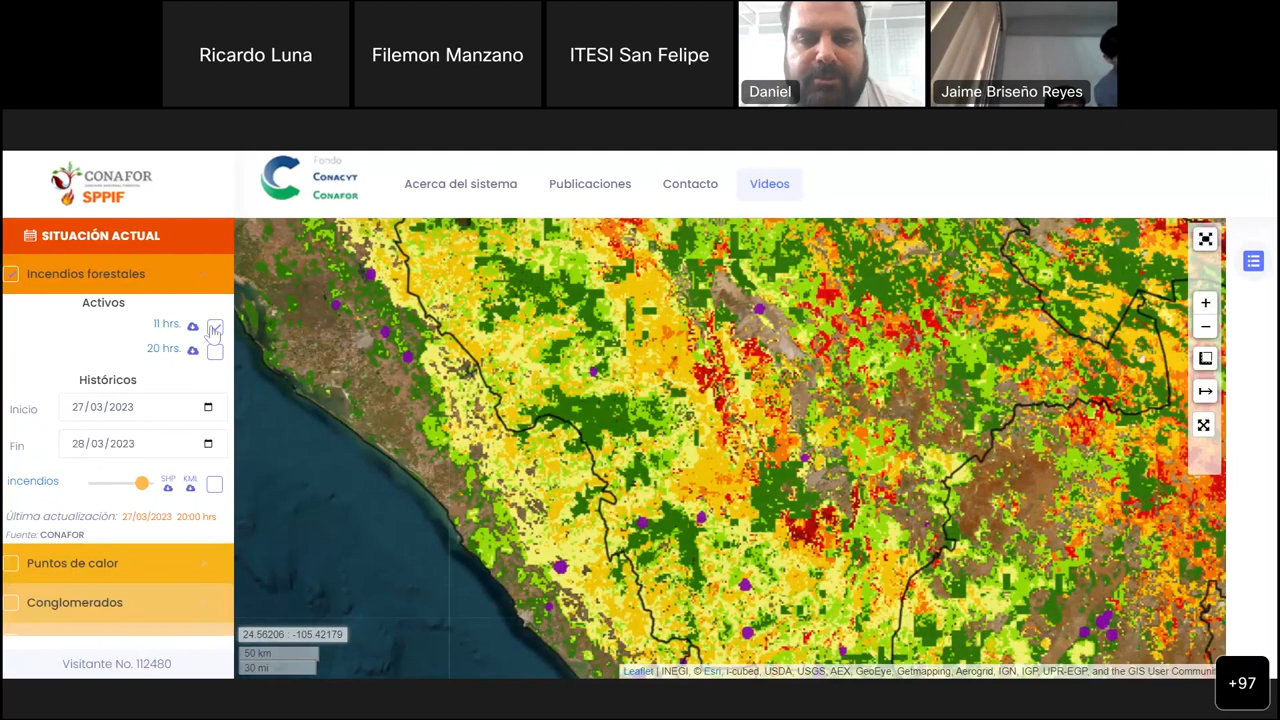 Ricardo Luna
Filemon Manzano
ITESI San Felipe
Daniel
Jaime Briseño Reyes
CONAFOR
SPPIF
Fondo
CONACYT
CONAFOR
Acerca del sistema
Publicaciones
Contacto
Videos
SITUACIÓN ACTUAL
Incendios forestales
Activos
11 hrs.
20 hrs.
Históricos
Inicio
27/03/2023
Fin
28/03/2023
incendios
SHP
KML
Última actualización: 27/03/2023 20:00 hrs
Fuente: CONAFOR
Puntos de calor
Conglomerados
Visitante No. 112480
+
−
24.56206 : -105.42179
50 km
30 mi
Leaflet | INEGI, © Esri, i-cubed, USDA, USGS, AEX, GeoEye, Getmapping, Aerogrid, IGN, IGP, UPR-EGP, and the GIS User Commun
+97